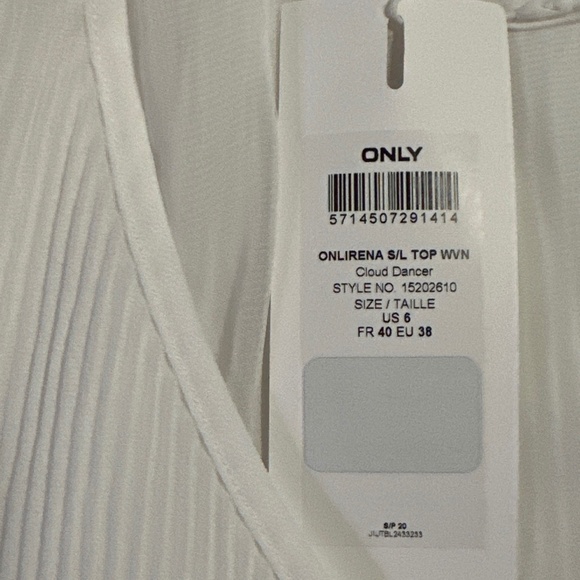 ONLY
5714507291414
ONLIRENA S/L TOP WVN
Cloud Dancer
STYLE NO. 15202610
SIZE / TAILLE
US 6
FR 40 EU 38
S/P 20